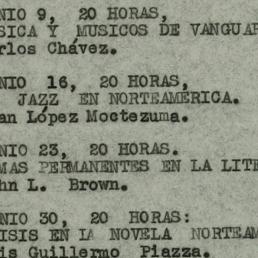 NIO 9, 20 HORAS,
SICA Y MUSICOS DE VANGUAR
rlos Chávez.
NIO 16, 20 HORAS,
JAZZ EN NORTEAMERICA.
an López Moctezuma.
NIO 23, 20 HORAS.
MAS PERMANENTES EN LA LITE
hn L. Brown.
NIO 30, 20 HORAS:
ISIS EN LA NOVELA NORTEAM
is Guillermo Piazza.